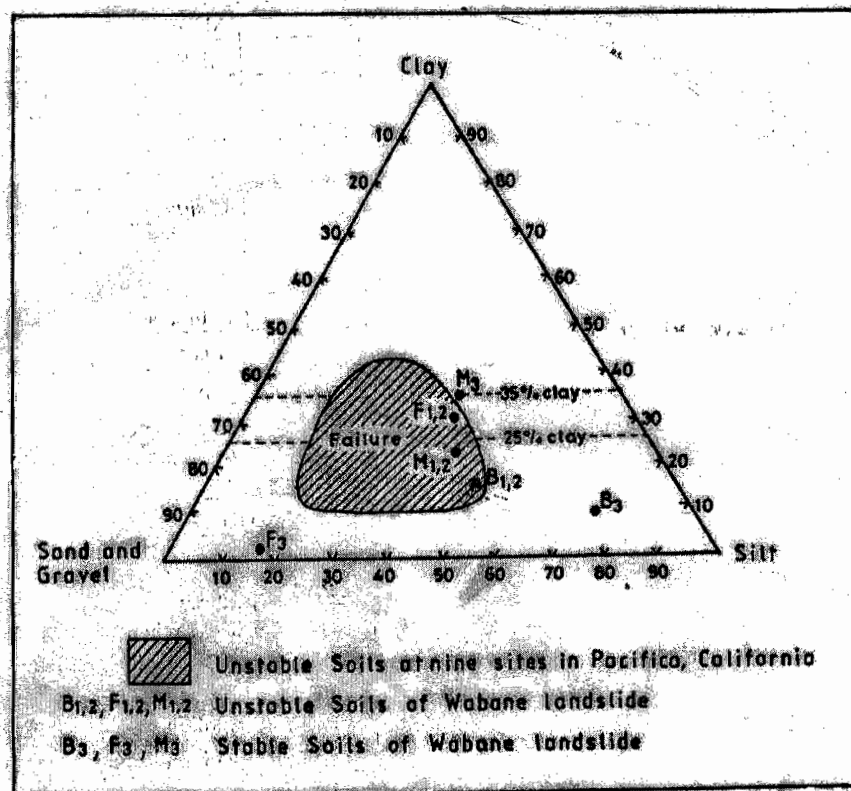 Clay
10 90
20 80
30 70
40 60
50 50
60 40
M3 35% clay
F1,2 30
70 Failure 25% clay
M1,2 20
80 B1,2
90 B3 10
F3
Sand and Gravel Silt
10 20 30 40 50 60 70 80 90
Unstable Soils at nine sites in Pacifica, California
B1,2, F1,2, M1,2 Unstable Soils of Wabane landslide
B3, F3, M3 Stable Soils of Wabane landslide